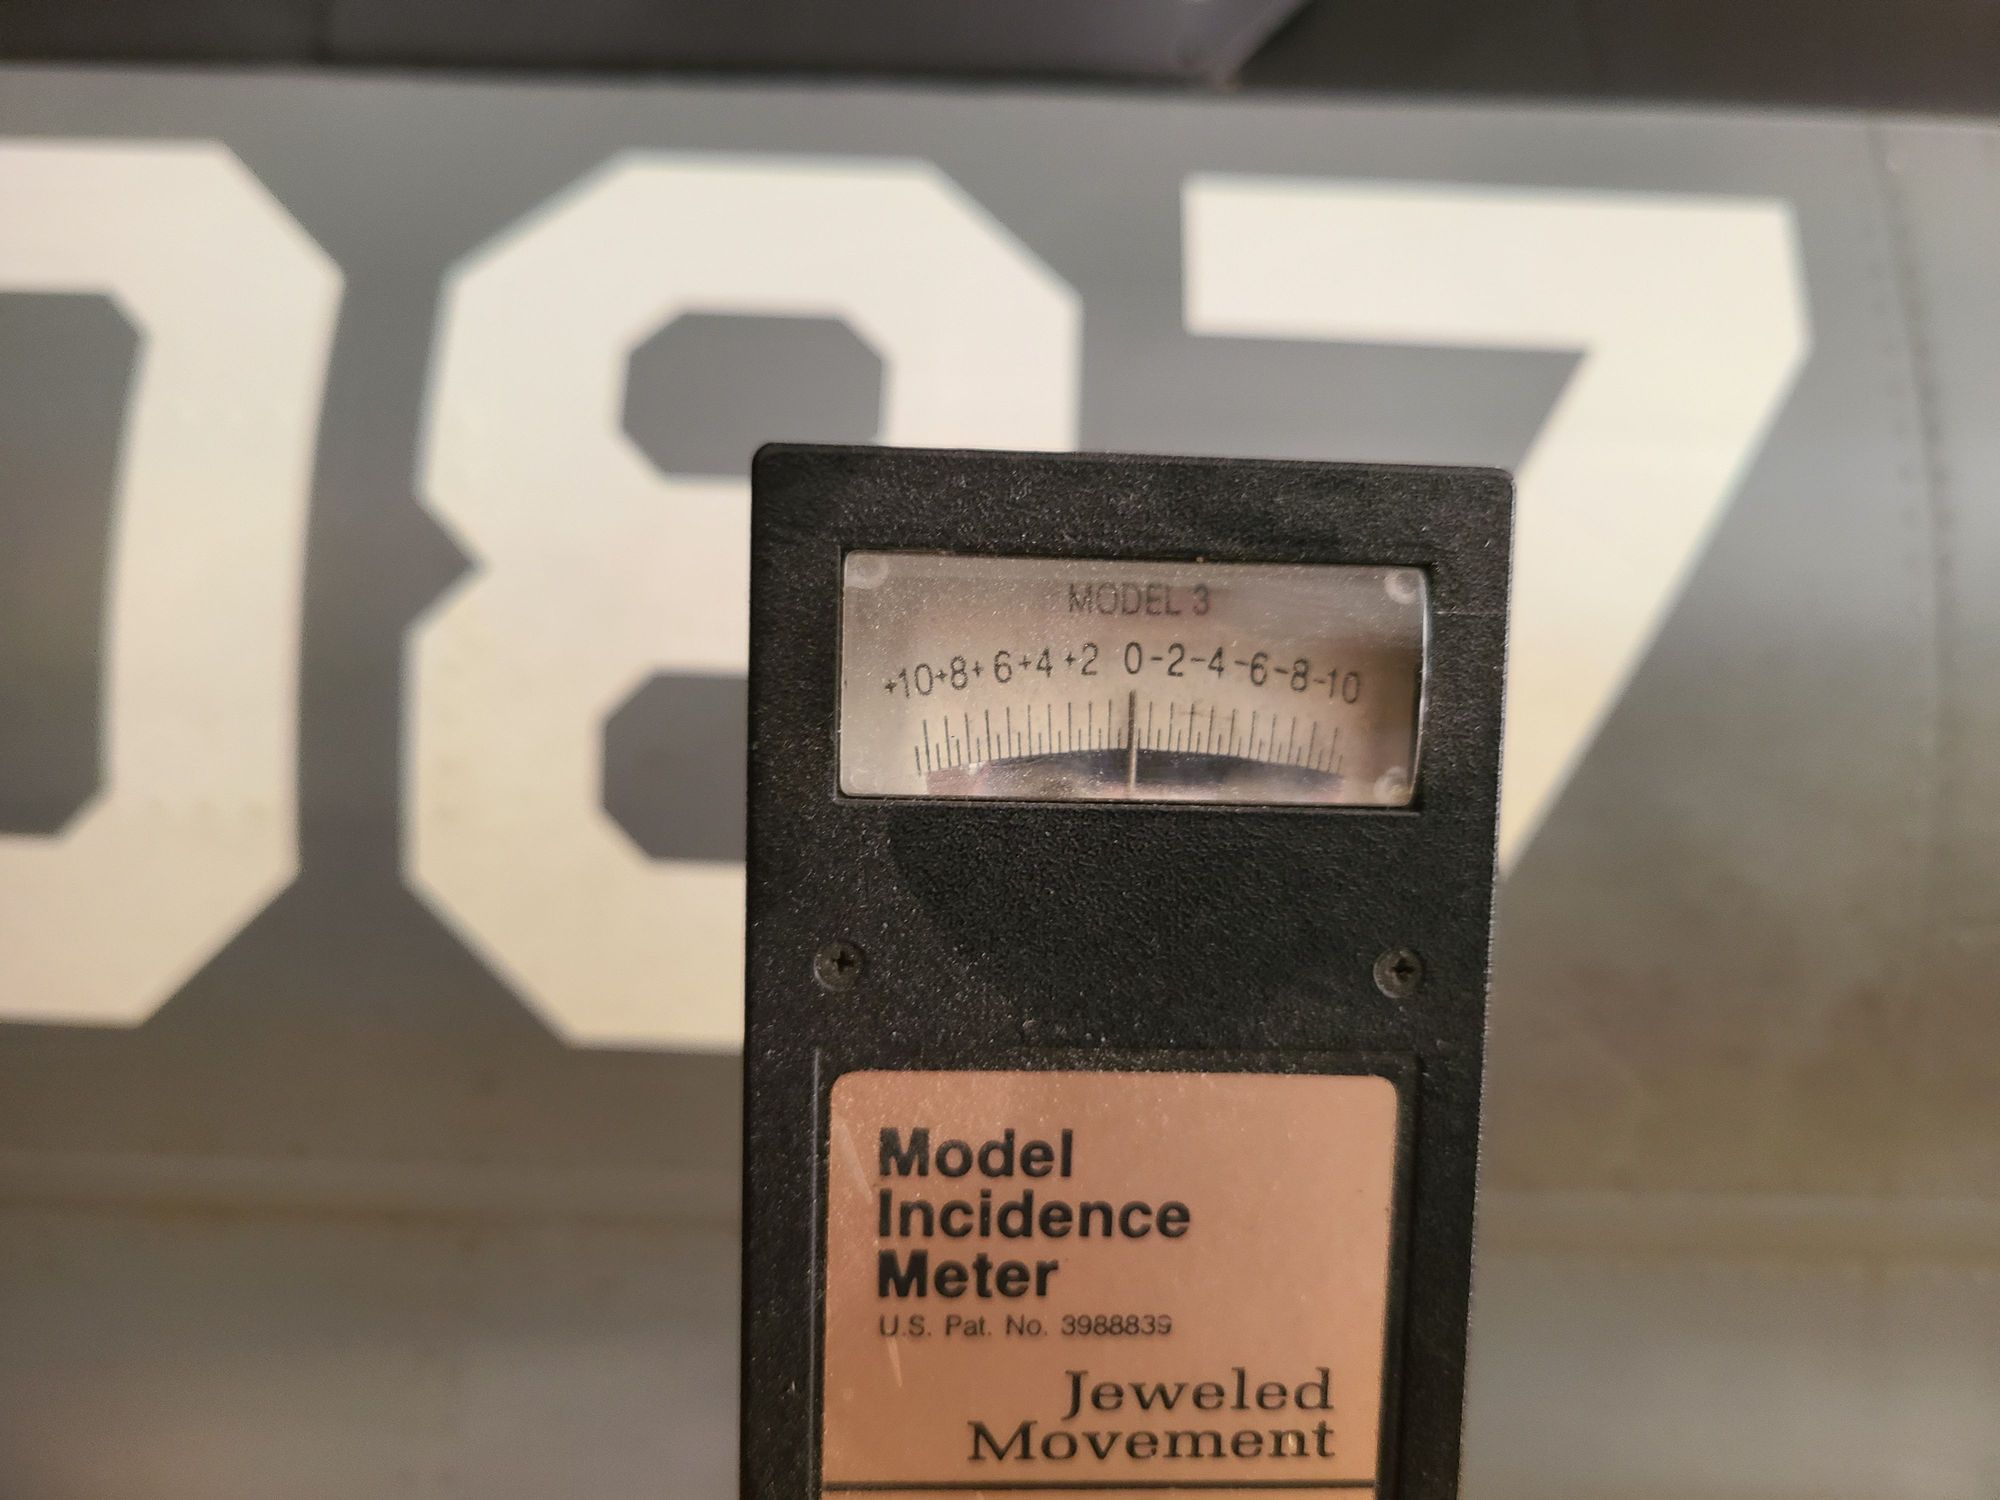 087
MODEL 3
+10+8+6+4+2 0-2-4-6-8-10
Model
Incidence
Meter
U.S. Pat. No. 3988839
Jeweled
Movement